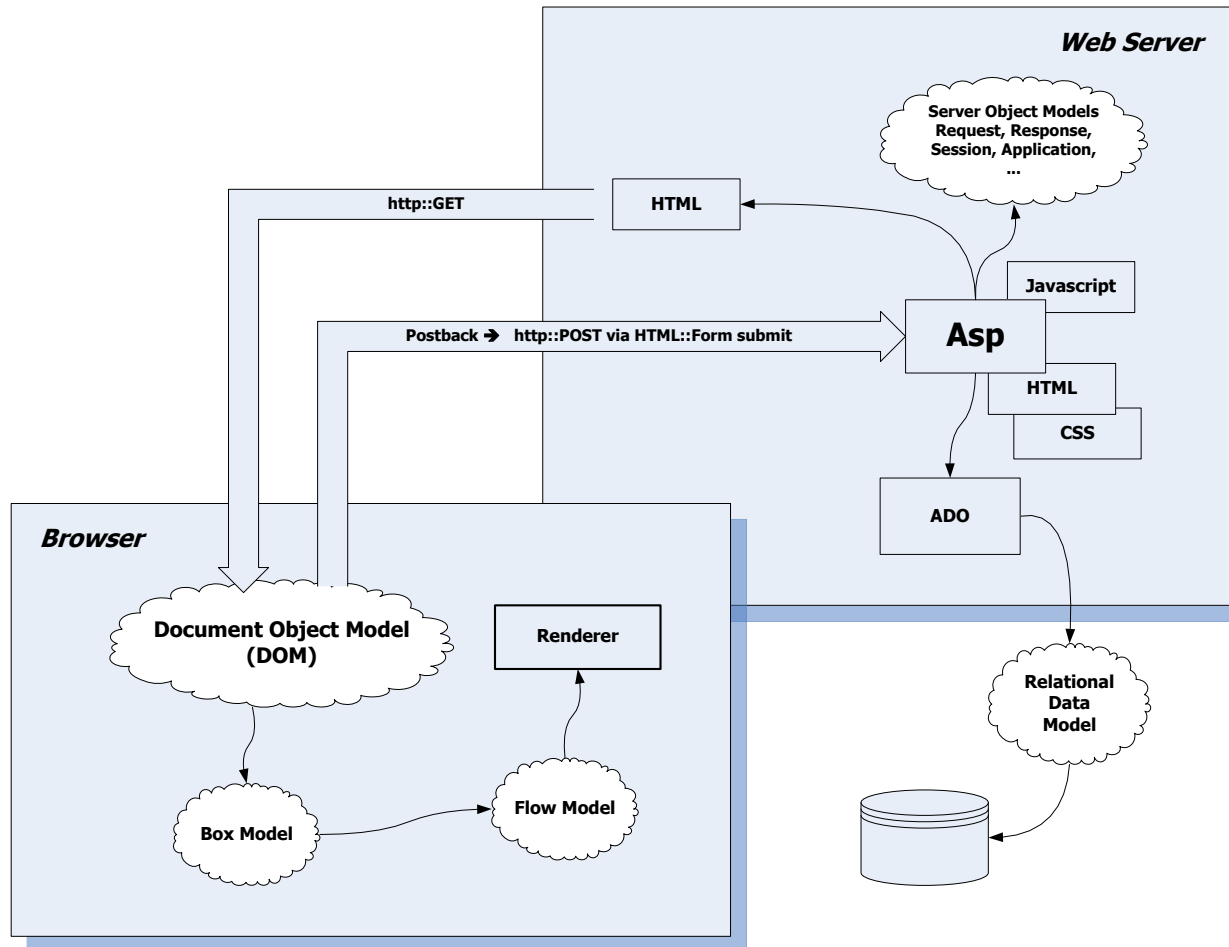 Web Server
Server Object Models
Request, Response,
Session, Application,
...
http::GET
HTML
Javascript
Postback ➔ http::POST via HTML::Form submit
Asp
HTML
CSS
ADO
Browser
Document Object Model
(DOM)
Renderer
Relational
Data
Model
Flow Model
Box Model